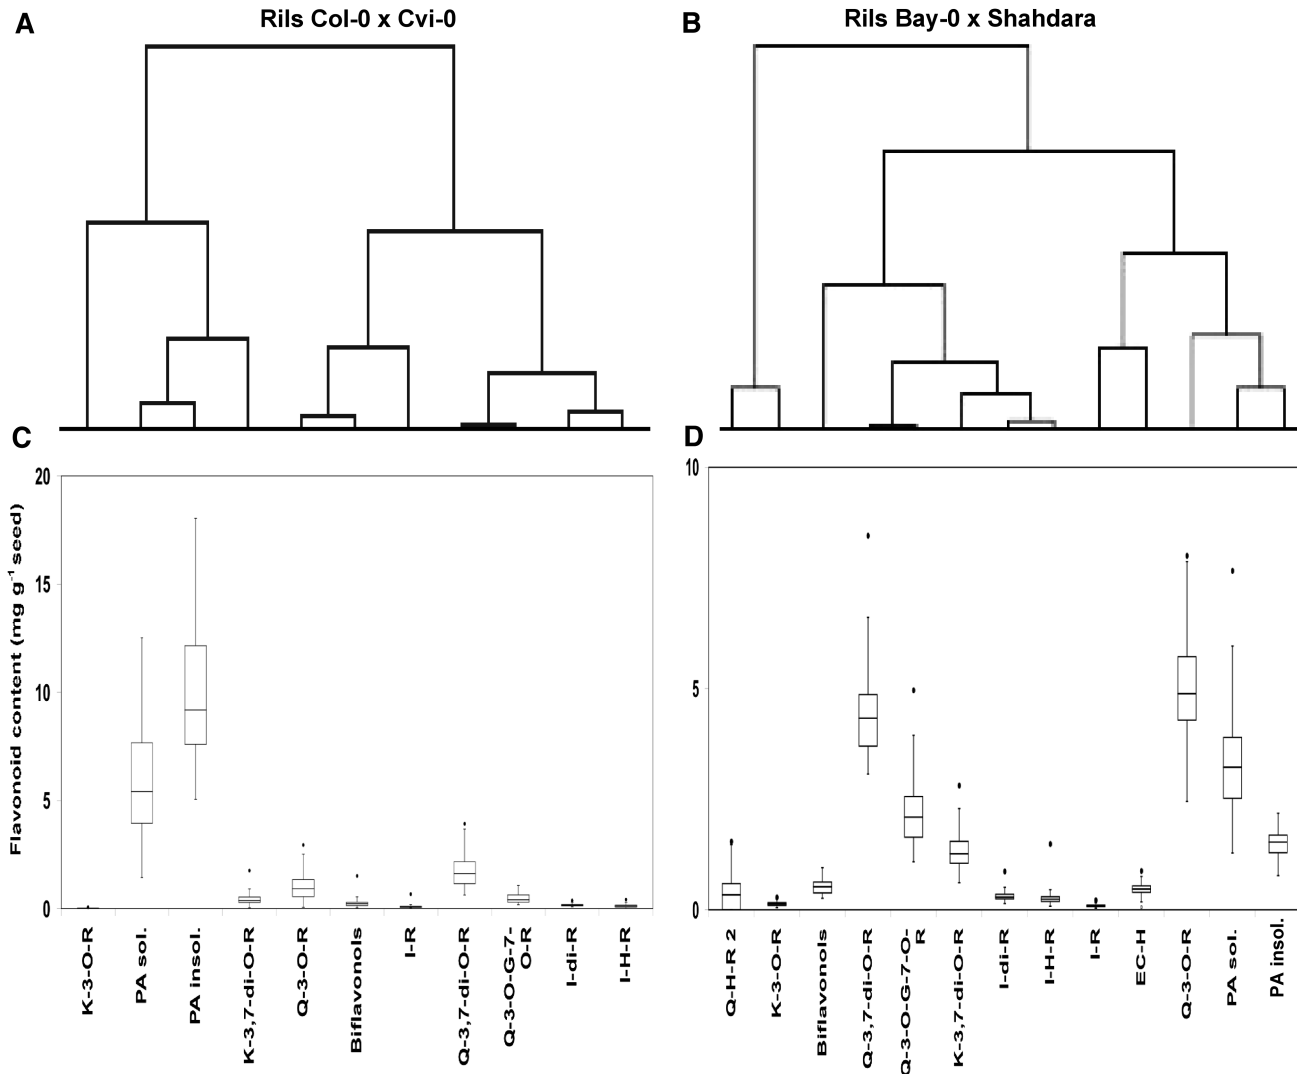 A
Rils Col-0 x Cvi-0
B
Rils Bay-0 x Shahdara
C
D
Flavonoid content (mg g-1 seed)
20
15
10
5
0
10
5
0
K-3-O-R
PA sol.
PA insol.
K-3,7-di-O-R
Q-3-O-R
Biflavonols
I-R
Q-3,7-di-O-R
Q-3-O-G-7-
O-R
I-di-R
I-H-R
Q-H-R 2
K-3-O-R
Biflavonols
Q-3,7-di-O-R
Q-3-O-G-7-O-
R
K-3,7-di-O-R
I-di-R
I-H-R
I-R
EC-H
Q-3-O-R
PA sol.
PA insol.